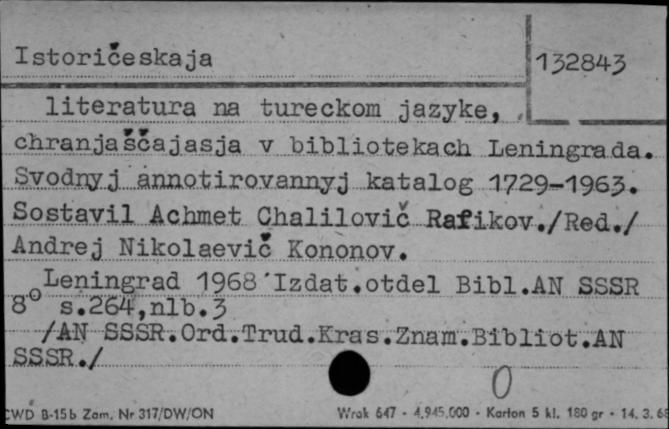 Istoričeskaja
132843
literatura na tureckom jazyke,
chranjaščajasja v bibliotekach Leningrada.
Svodnyj annotirovannyj katalog 1729-1963.
Sostavil Achmet Chalilovič Rafikov./Red./
Andrej Nikolaevič Kononov.
Leningrad 1968 Izdat.otdel Bibl.AN SSSR
8° s.264,nlb.3
/AN SSSR.Ord.Trud.Kras.Znam.Bibliot.AN
SSSR./
0
CWD B-15b Zam. Nr 317/DW/ON Wrok 647 - 4.945.000 - Karton 5 kl. 180 gr - 14. 3. 68